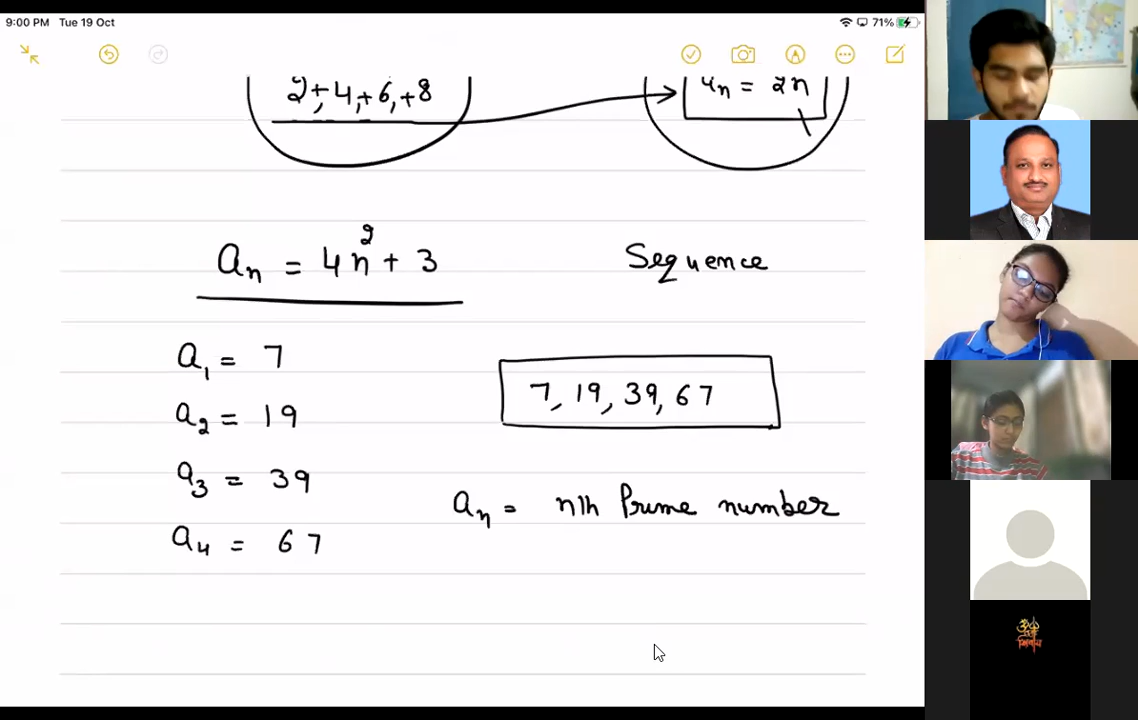 9:00 PM Tue 19 Oct 71%
2+4,+6,+8
aₙ = 2n
aₙ = 4n² + 3 Sequence
a₁ = 7
7, 19, 39, 67
a₂ = 19
a₃ = 39
aₙ = nth Prime number
a₄ = 67